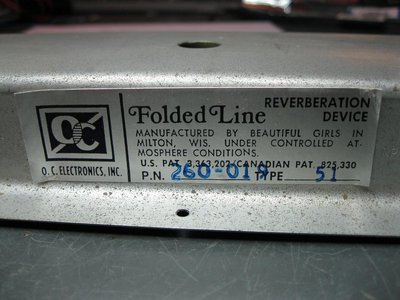 OC
O. C. ELECTRONICS, INC.
Folded Line
REVERBERATION
DEVICE
MANUFACTURED BY BEAUTIFUL GIRLS IN
MILTON, WIS. UNDER CONTROLLED AT-
MOSPHERE CONDITIONS.
U.S. PAT. 3,363,202/CANADIAN PAT. 825,330
P.N. 260-019 TYPE 51